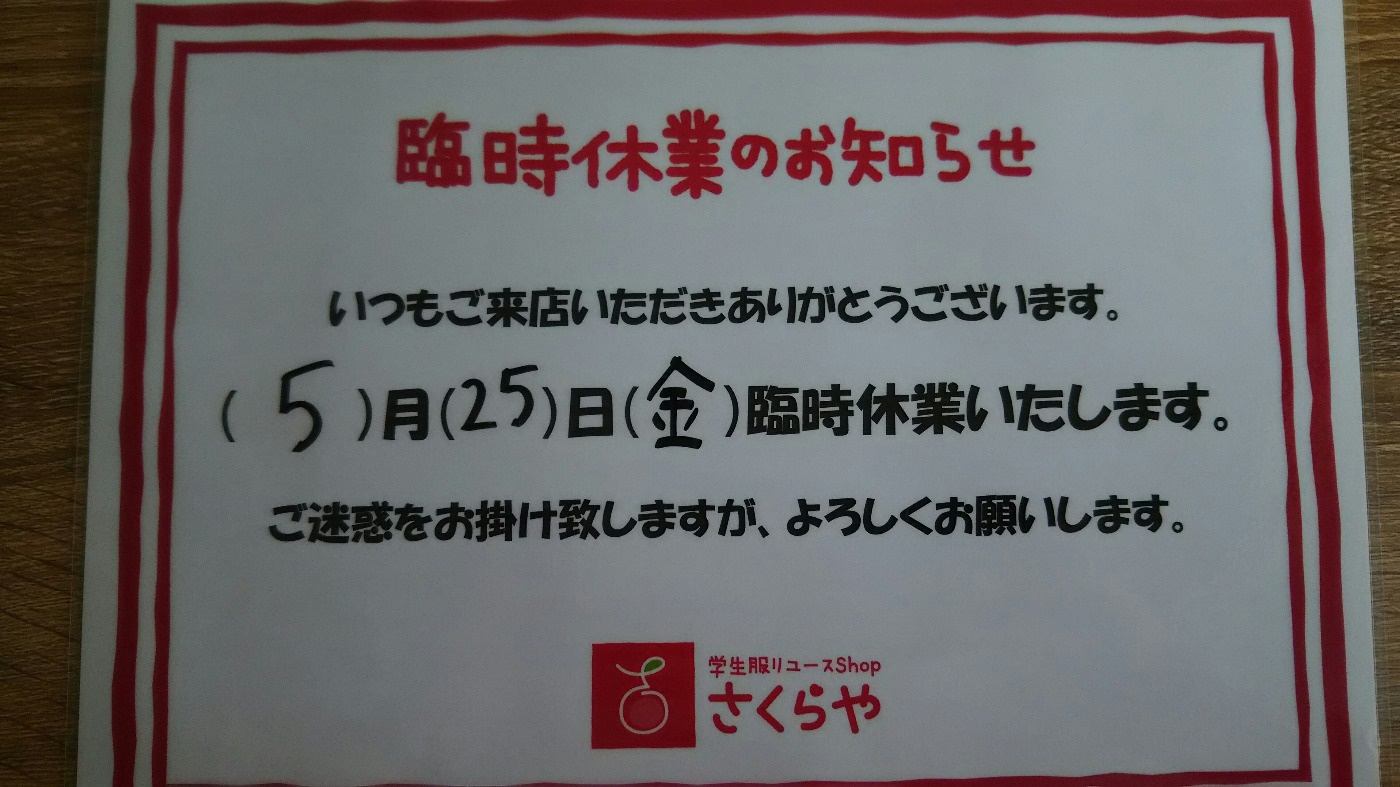 臨時休業のお知らせ
いつもご来店いただきありがとうございます。
( 5 )月(25)日(金)臨時休業いたします。
ご迷惑をお掛け致しますが、よろしくお願いします。
学生服リユースShop
さくらや